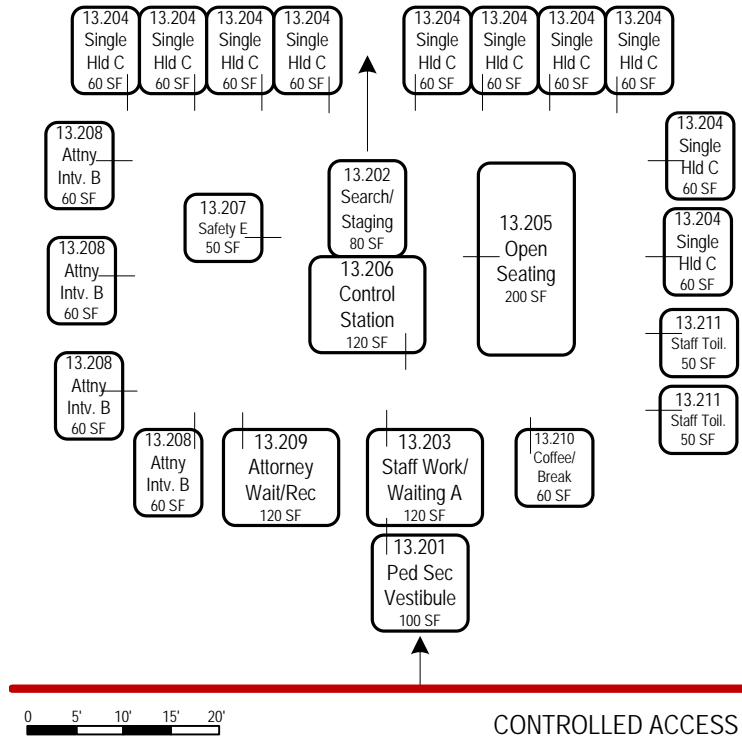 13.204
Single
Hld C
60 SF
13.204
Single
Hld C
60 SF
13.204
Single
Hld C
60 SF
13.204
Single
Hld C
60 SF
13.204
Single
Hld C
60 SF
13.204
Single
Hld C
60 SF
13.204
Single
Hld C
60 SF
13.204
Single
Hld C
60 SF
13.208
Attny
Intv. B
60 SF
13.207
Safety E
50 SF
13.202
Search/
Staging
80 SF
13.205
Open
Seating
200 SF
13.204
Single
Hld C
60 SF
13.208
Attny
Intv. B
60 SF
13.206
Control
Station
120 SF
13.204
Single
Hld C
60 SF
13.211
Staff Toil.
50 SF
13.208
Attny
Intv. B
60 SF
13.211
Staff Toil.
50 SF
13.208
Attny
Intv. B
60 SF
13.209
Attorney
Wait/Rec
120 SF
13.203
Staff Work/
Waiting A
120 SF
13.210
Coffee/
Break
60 SF
13.201
Ped Sec
Vestibule
100 SF
0 5' 10' 15' 20'
CONTROLLED ACCESS